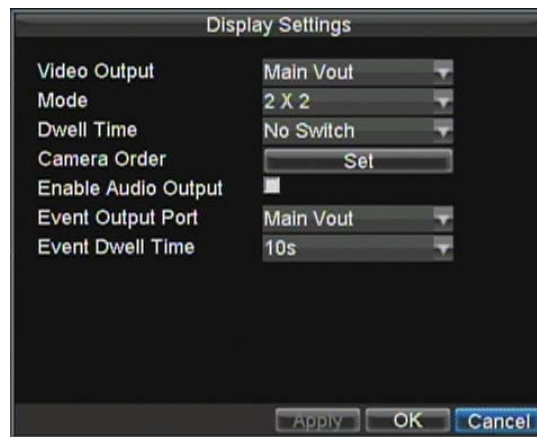 Display Settings
Video Output Main Vout
Mode 2 X 2
Dwell Time No Switch
Camera Order Set
Enable Audio Output
Event Output Port Main Vout
Event Dwell Time 10s
Apply OK Cancel